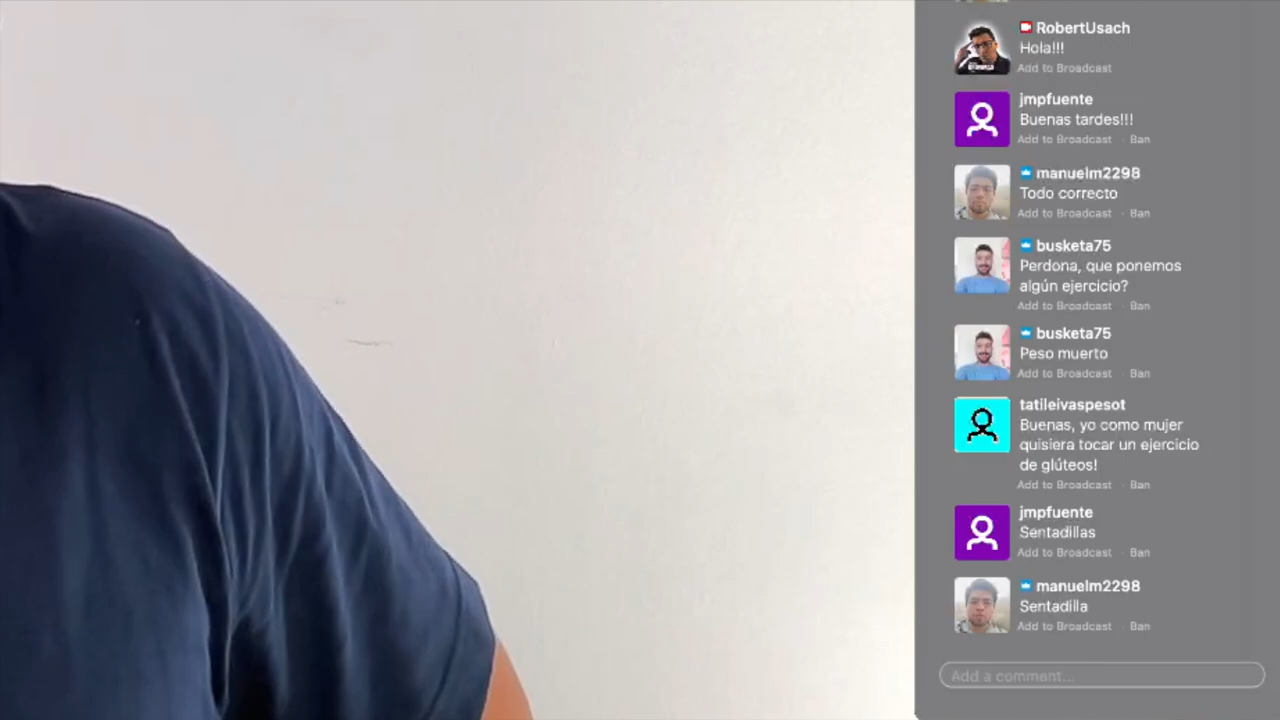 RobertUsach
Hola!!!
Add to Broadcast
jmpfuente
Buenas tardes!!!
Add to Broadcast · Ban
manuelm2298
Todo correcto
Add to Broadcast · Ban
busketa75
Perdona, que ponemos
algún ejercicio?
Add to Broadcast · Ban
busketa75
Peso muerto
Add to Broadcast · Ban
tatileivaspesot
Buenas, yo como mujer
quisiera tocar un ejercicio
de glúteos!
Add to Broadcast · Ban
jmpfuente
Sentadillas
Add to Broadcast · Ban
manuelm2298
Sentadilla
Add to Broadcast · Ban
Add a comment...